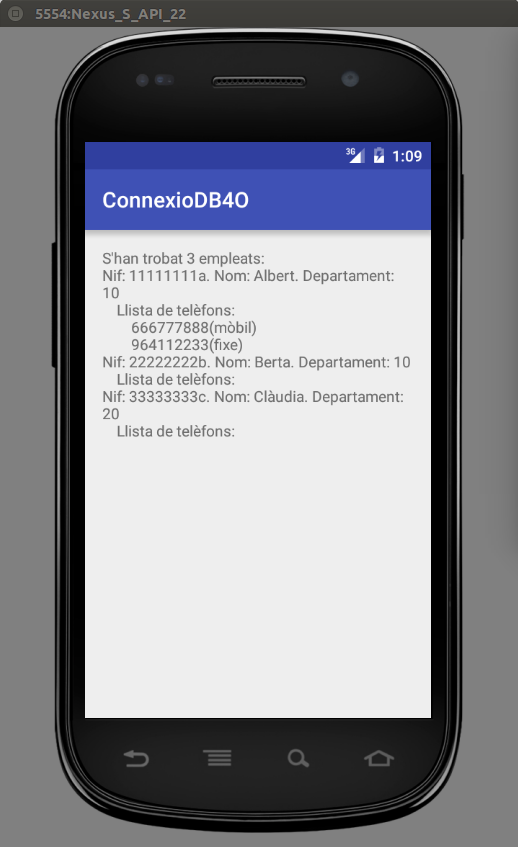 5554:Nexus_S_API_22
3G 1:09
ConnexioDB4O
S'han trobat 3 empleats:
Nif: 11111111a. Nom: Albert. Departament:
10
Llista de telèfons:
666777888(mòbil)
964112233(fixe)
Nif: 22222222b. Nom: Berta. Departament: 10
Llista de telèfons:
Nif: 33333333c. Nom: Clàudia. Departament:
20
Llista de telèfons: